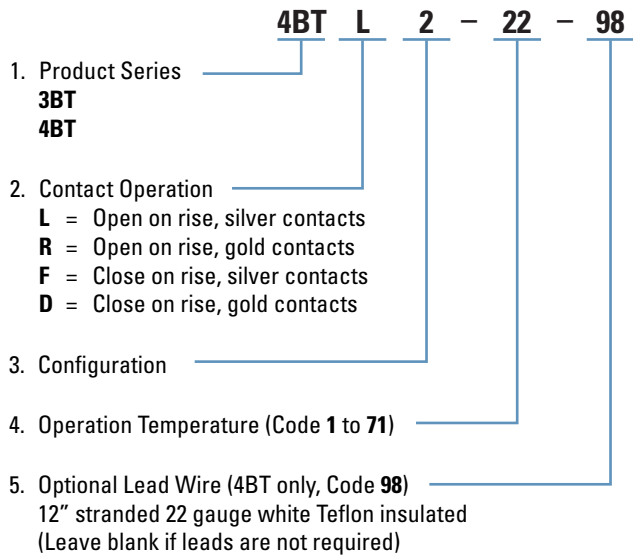 4BT L 2 – 22 – 98
1. Product Series
3BT
4BT
2. Contact Operation
L = Open on rise, silver contacts
R = Open on rise, gold contacts
F = Close on rise, silver contacts
D = Close on rise, gold contacts
3. Configuration
4. Operation Temperature (Code 1 to 71)
5. Optional Lead Wire (4BT only, Code 98)
12” stranded 22 gauge white Teflon insulated
(Leave blank if leads are not required)